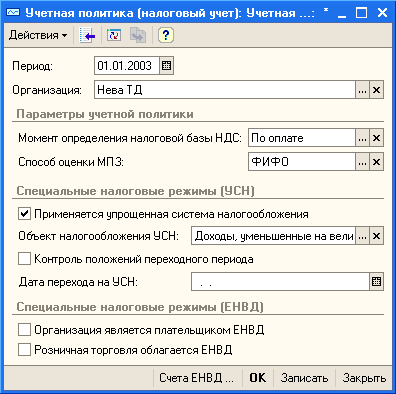 Учетная политика (налоговый учет): Учетная ...: *
Действия
Период: 01.01.2003
Организация: Нева ТД ...
Параметры учетной политики
Момент определения налоговой базы НДС: По оплате ...
Способ оценки МПЗ: ФИФО ...
Специальные налоговые режимы (УСН)
Применяется упрощенная система налогообложения
Объект налогообложения УСН: Доходы, уменьшенные на вели ...
Контроль положений переходного периода
Дата перехода на УСН: . .
Специальные налоговые режимы (ЕНВД)
Организация является плательщиком ЕНВД
Розничная торговля облагается ЕНВД
Счета ЕНВД ... OK Записать Закрыть